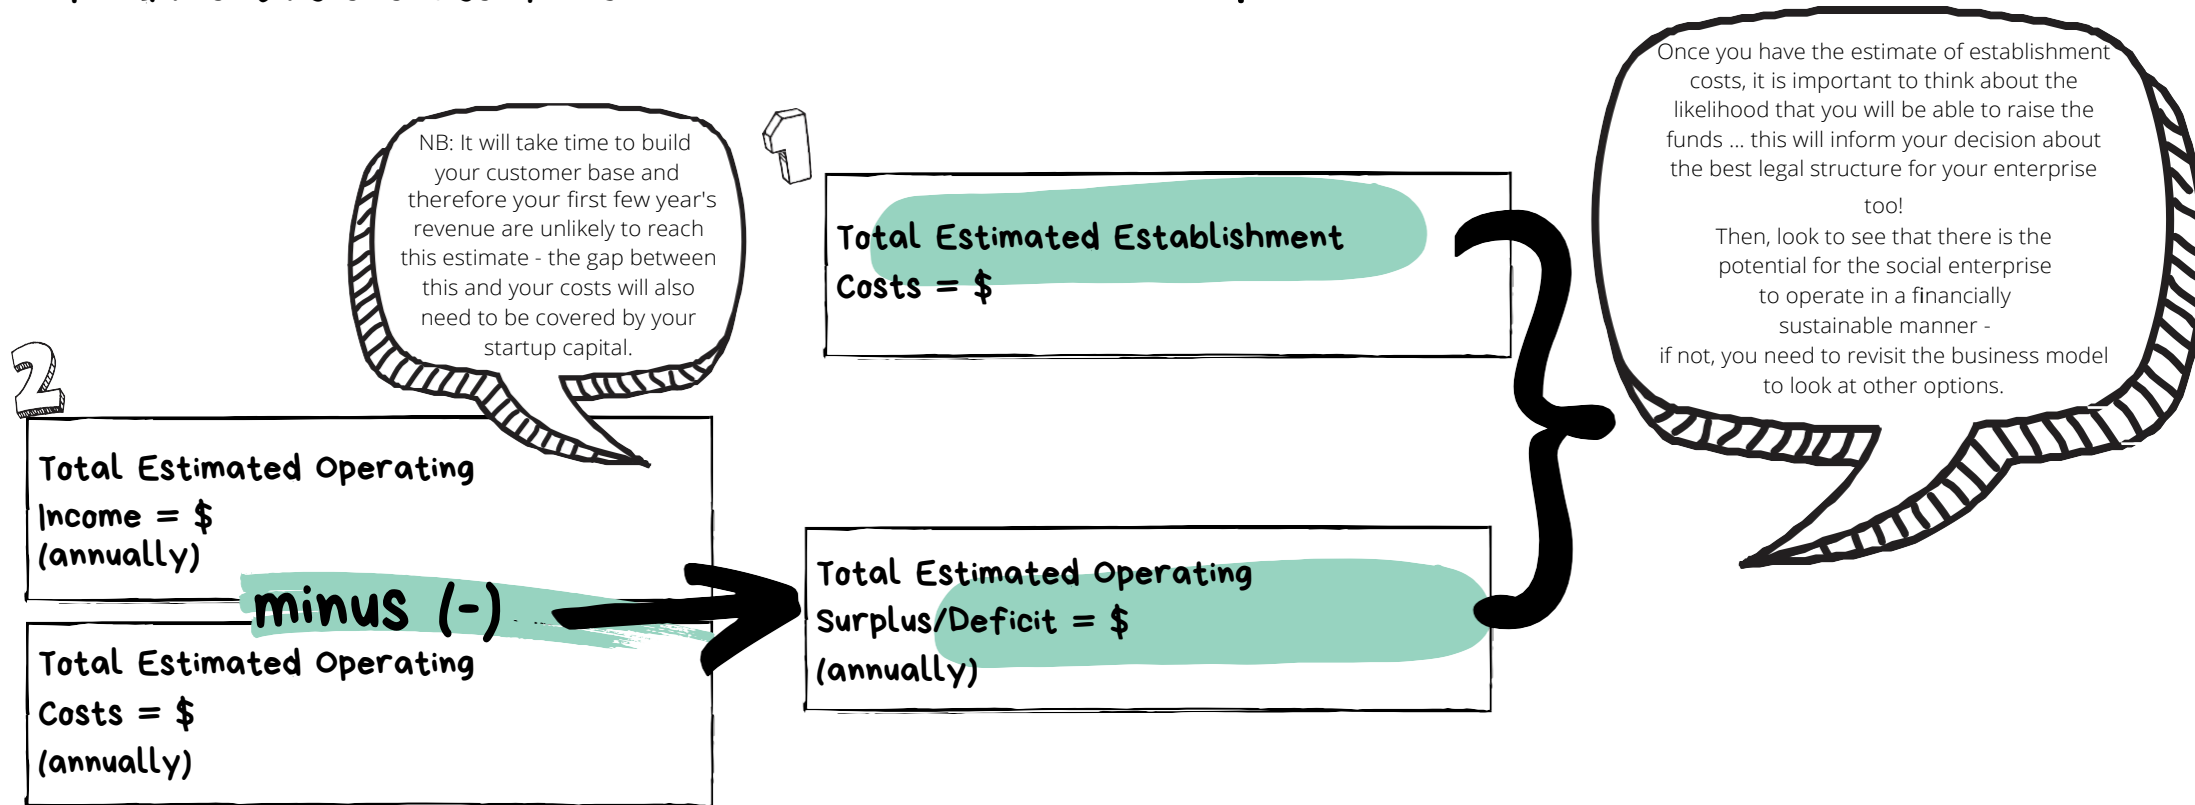 1
Total Estimated Establishment
Costs = $
Once you have the estimate of establishment
costs, it is important to think about the
likelihood that you will be able to raise the
funds ... this will inform your decision about
the best legal structure for your enterprise
too!
Then, look to see that there is the
potential for the social enterprise
to operate in a financially
sustainable manner -
if not, you need to revisit the business model
to look at other options.
NB: It will take time to build
your customer base and
therefore your first few year's
revenue are unlikely to reach
this estimate - the gap between
this and your costs will also
need to be covered by your
startup capital.
2
Total Estimated Operating
Income = $
(annually)
minus (-)
Total Estimated Operating
Costs = $
(annually)
Total Estimated Operating
Surplus/Deficit = $
(annually)